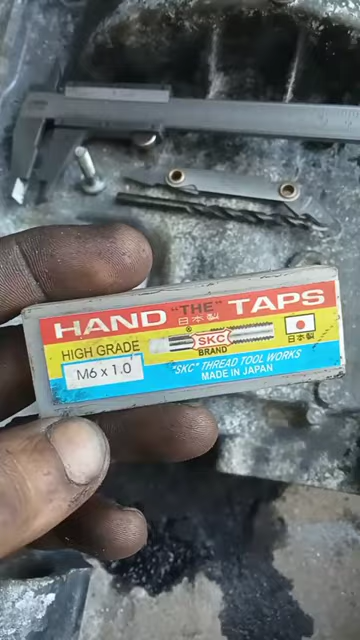 HAND "THE" TAPS
日本製
HIGH GRADE
M6 x 1.0
® SKC
BRAND
日本製
"SKC" THREAD TOOL WORKS
MADE IN JAPAN